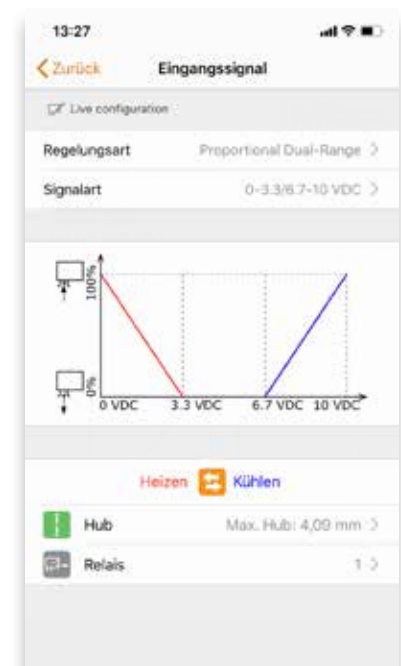 13:27
Zurück Eingangssignal
Live configuration
Regelungsart Proportional Dual-Range
Signalart 0-3.3/6.7-10 VDC
100%
0%
0 VDC 3.3 VDC 6.7 VDC 10 VDC
Heizen Kühlen
Hub Max. Hub: 4,09 mm
Relais 1